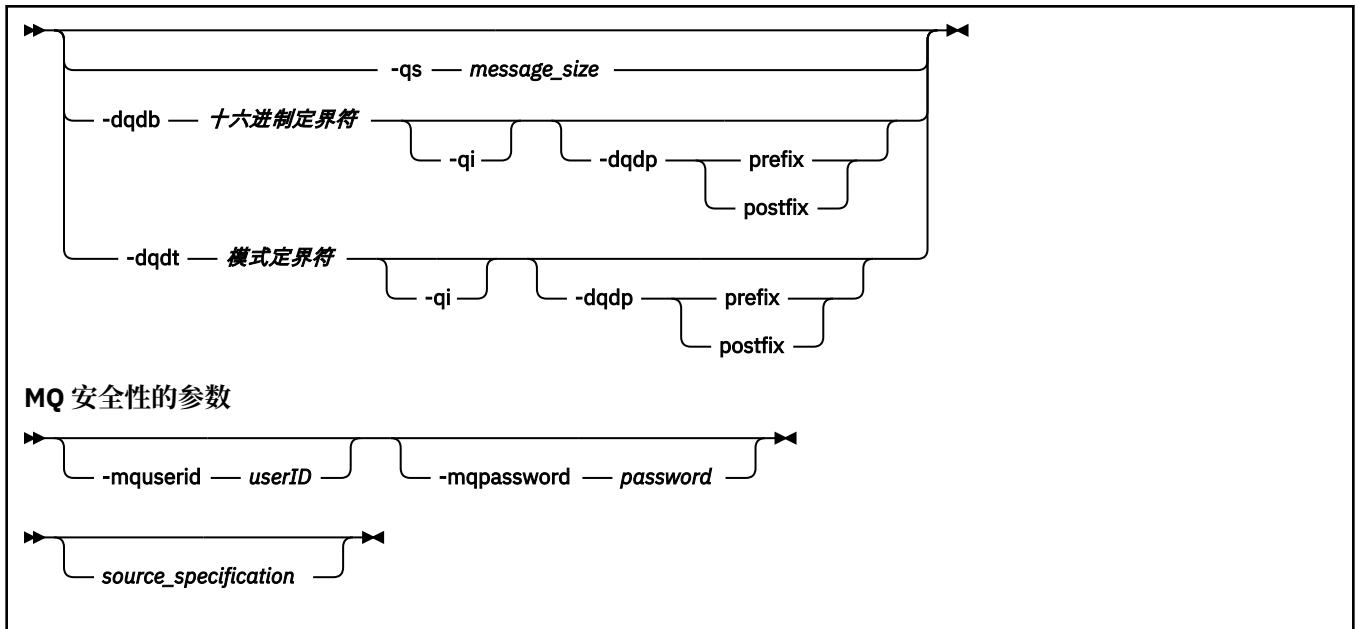 -qs message_size
-dqdb 十六进制定界符
-qi -dqdp prefix
postfix
-dqdt 模式定界符
-qi -dqdp prefix
postfix
MQ 安全性的参数
-mquserid userID -mqpassword password
source_specification